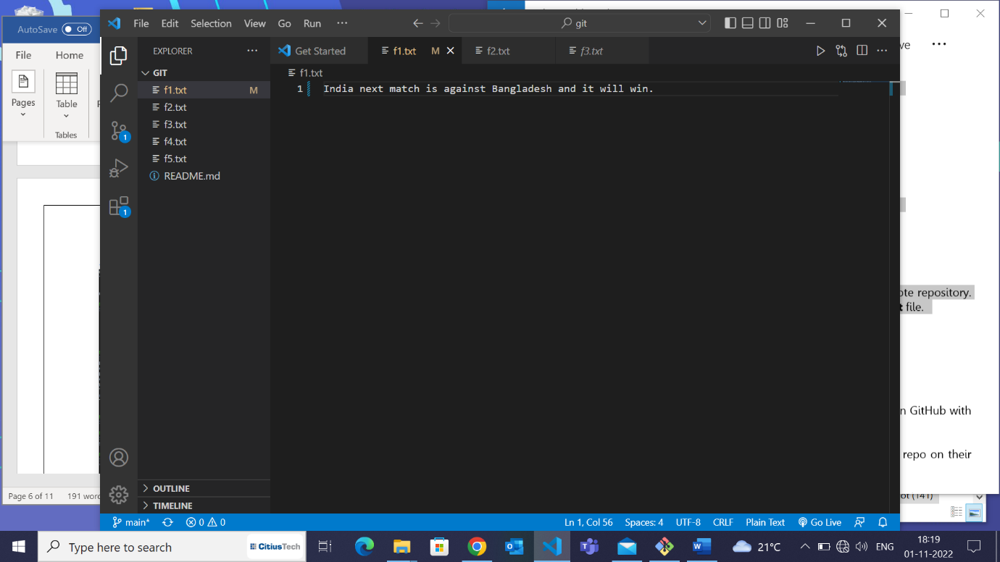 AutoSave Off
File Home
Pages
Table
Tables
Page 6 of 11 191
File Edit Selection View Go Run ...
git
EXPLORER ...
GIT
f1.txt M
f2.txt
f3.txt
f4.txt
f5.txt
README.md
OUTLINE
TIMELINE
1
1
Get Started
f1.txt M
f2.txt
f3.txt
f1.txt
1 India next match is against Bangladesh and it will win.
main* 0 0
Ln 1, Col 56 Spaces: 4 UTF-8 CRLF Plain Text Go Live
repository.
file.
GitHub with
repo on their
(141)
Type here to search
CitiusTech
21°C
ENG
18:19
01-11-2022